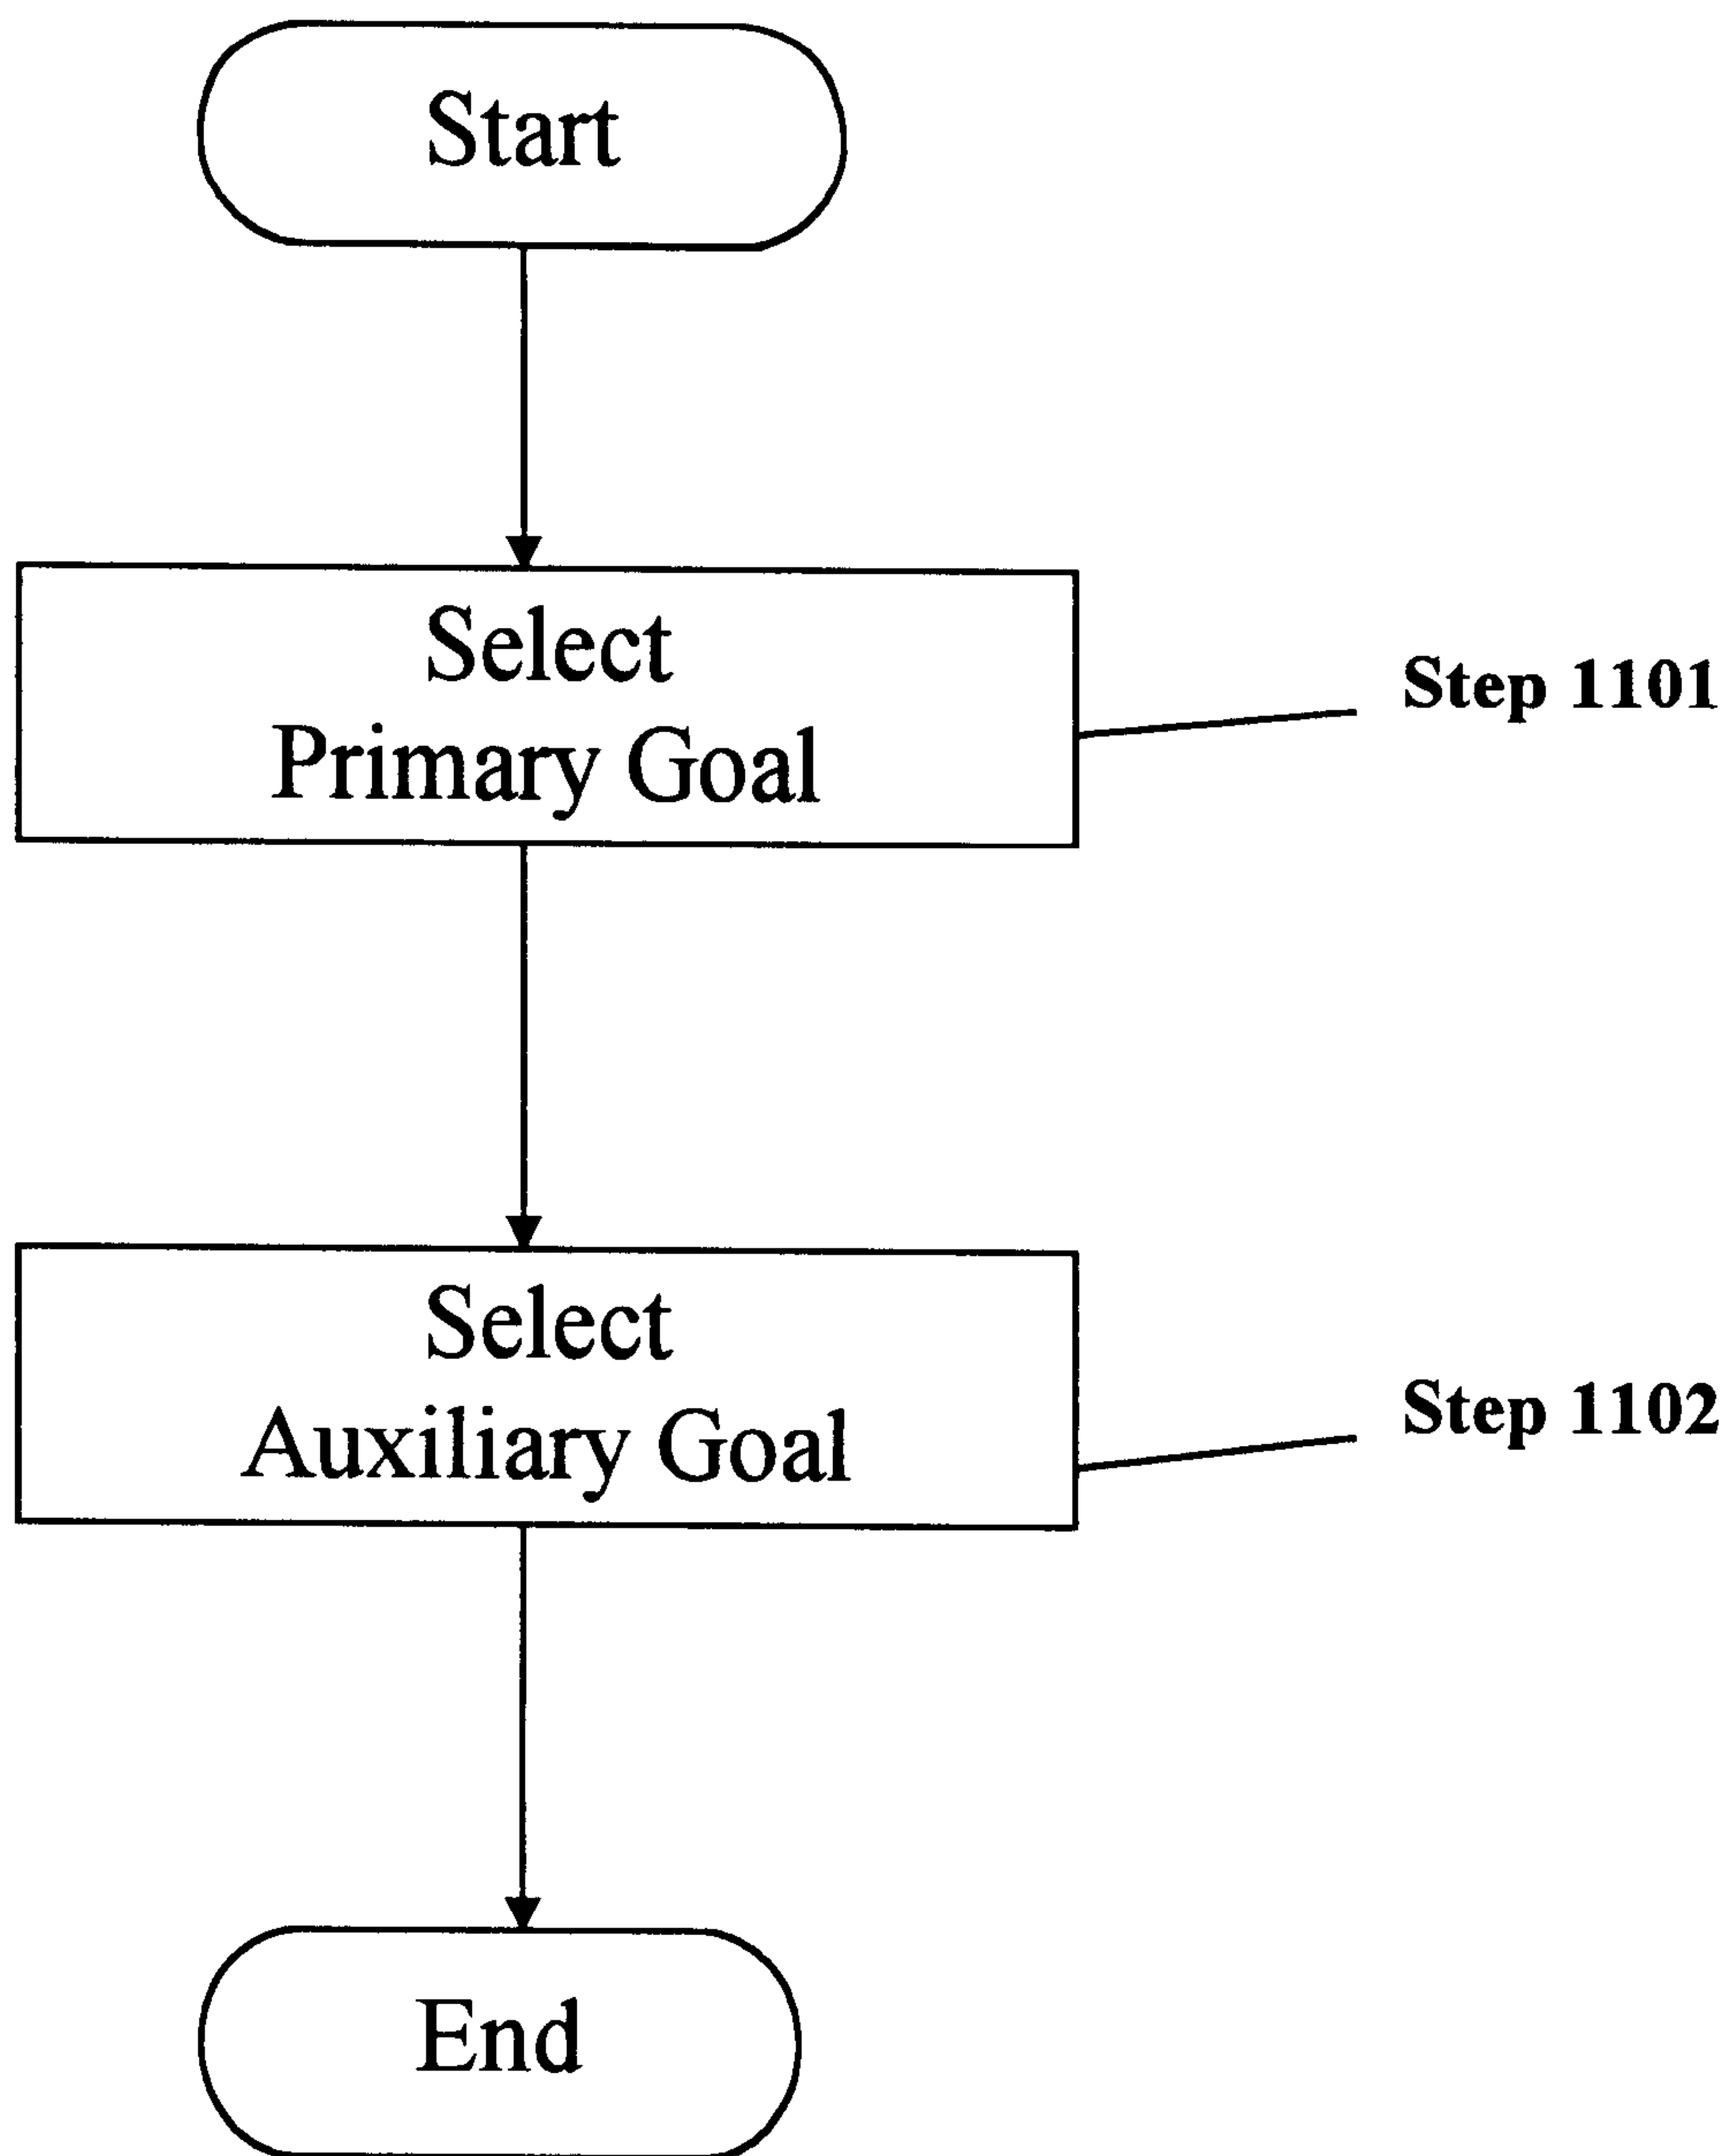 Start
Select
Primary Goal
Step 1101
Select
Auxiliary Goal
Step 1102
End